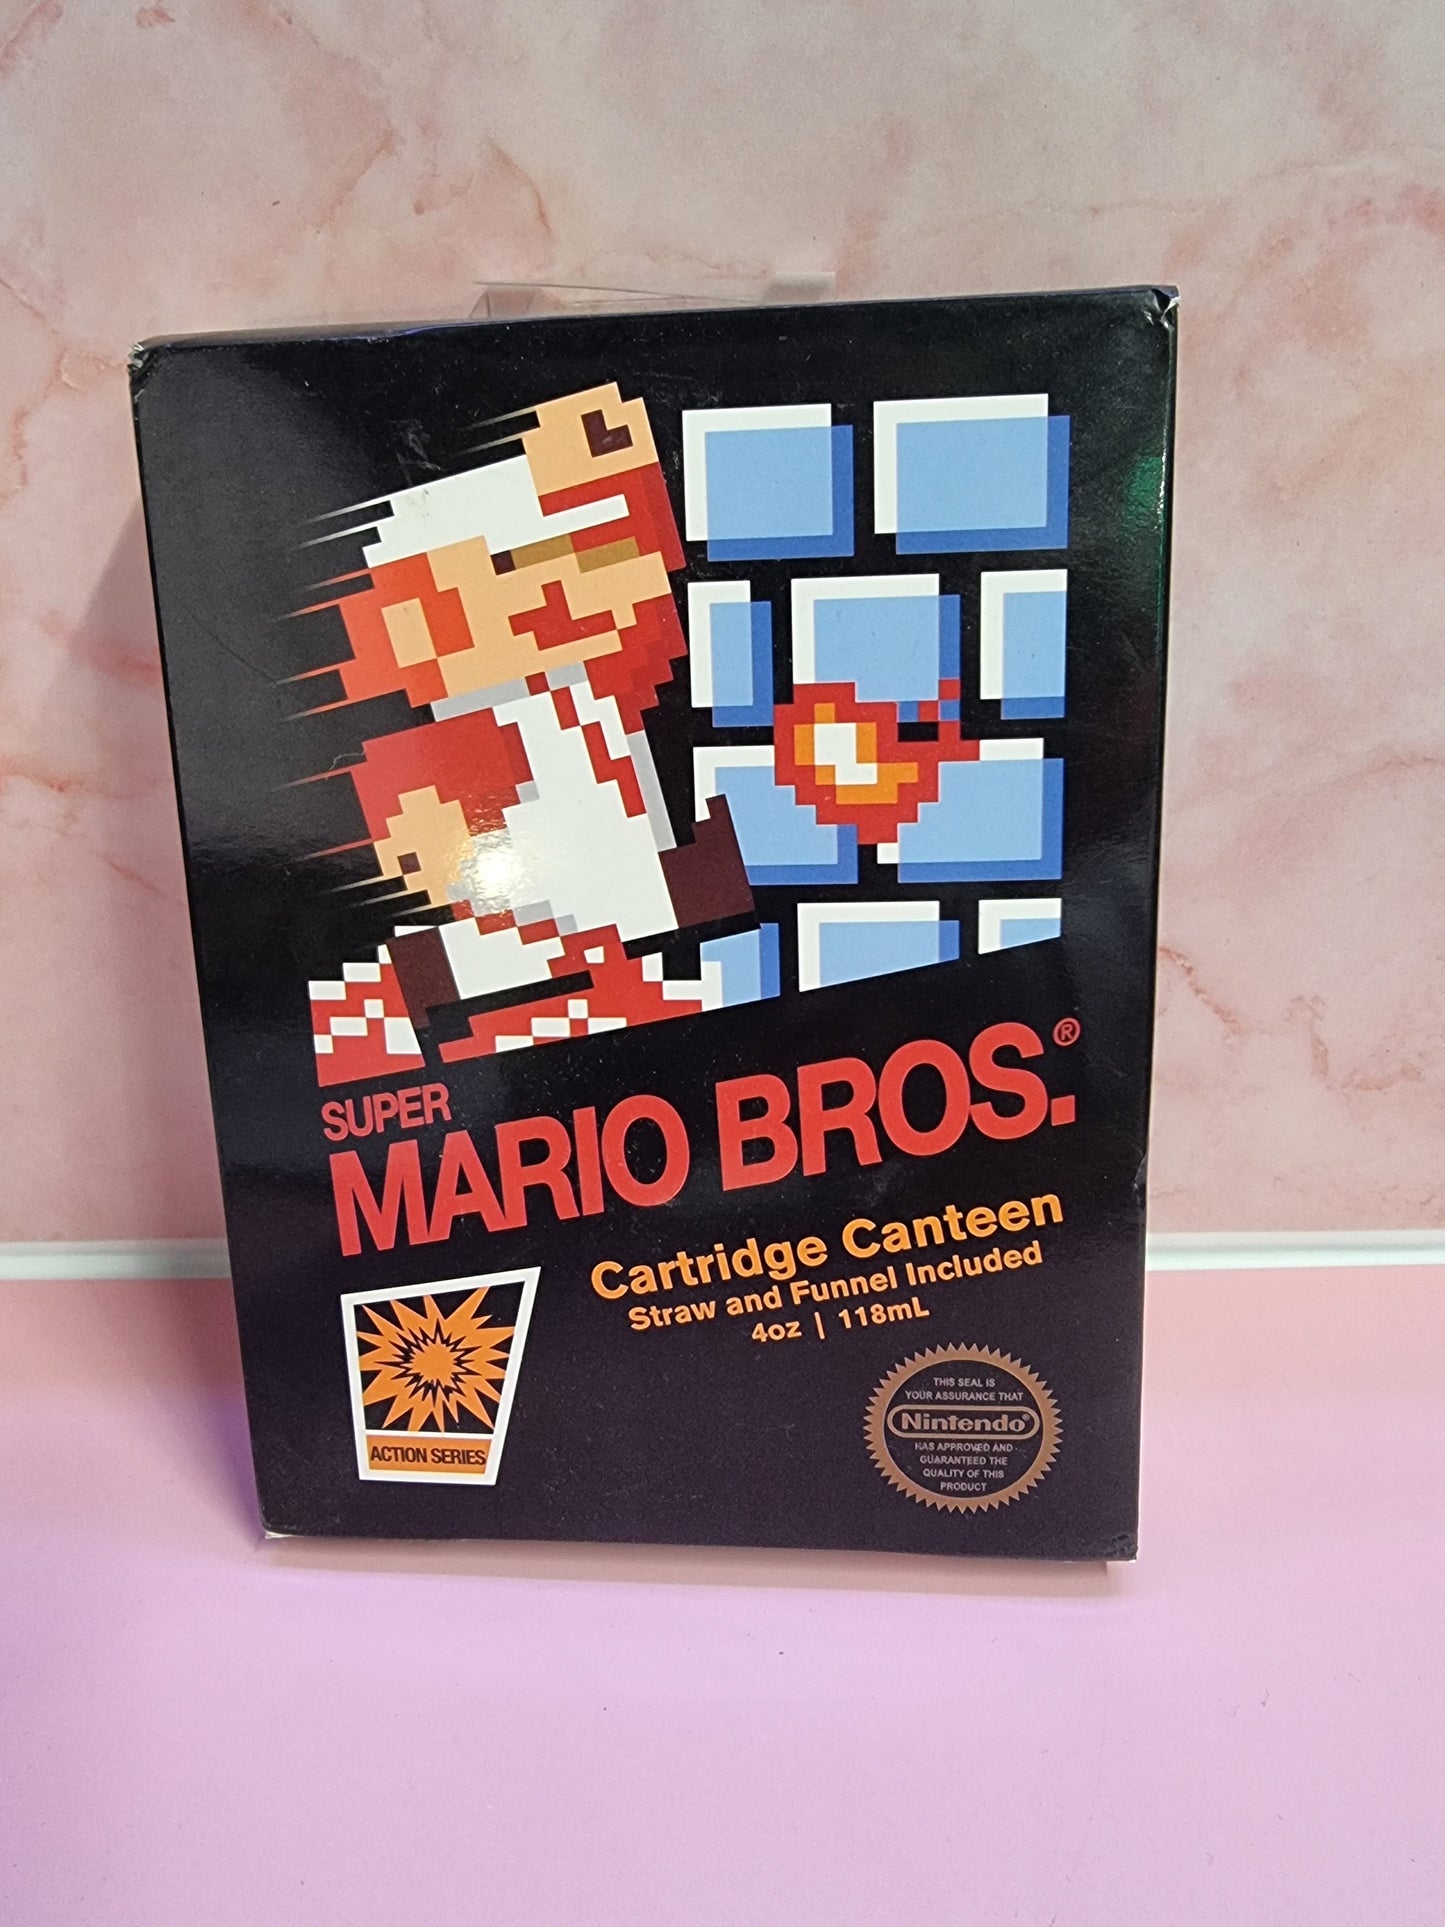 SUPER
MARIO BROS.®
Cartridge Canteen
Straw and Funnel Included
4oz | 118mL
ACTION SERIES
THIS SEAL IS
YOUR ASSURANCE THAT
Nintendo®
HAS APPROVED AND
GUARANTEED THE
QUALITY OF THIS
PRODUCT